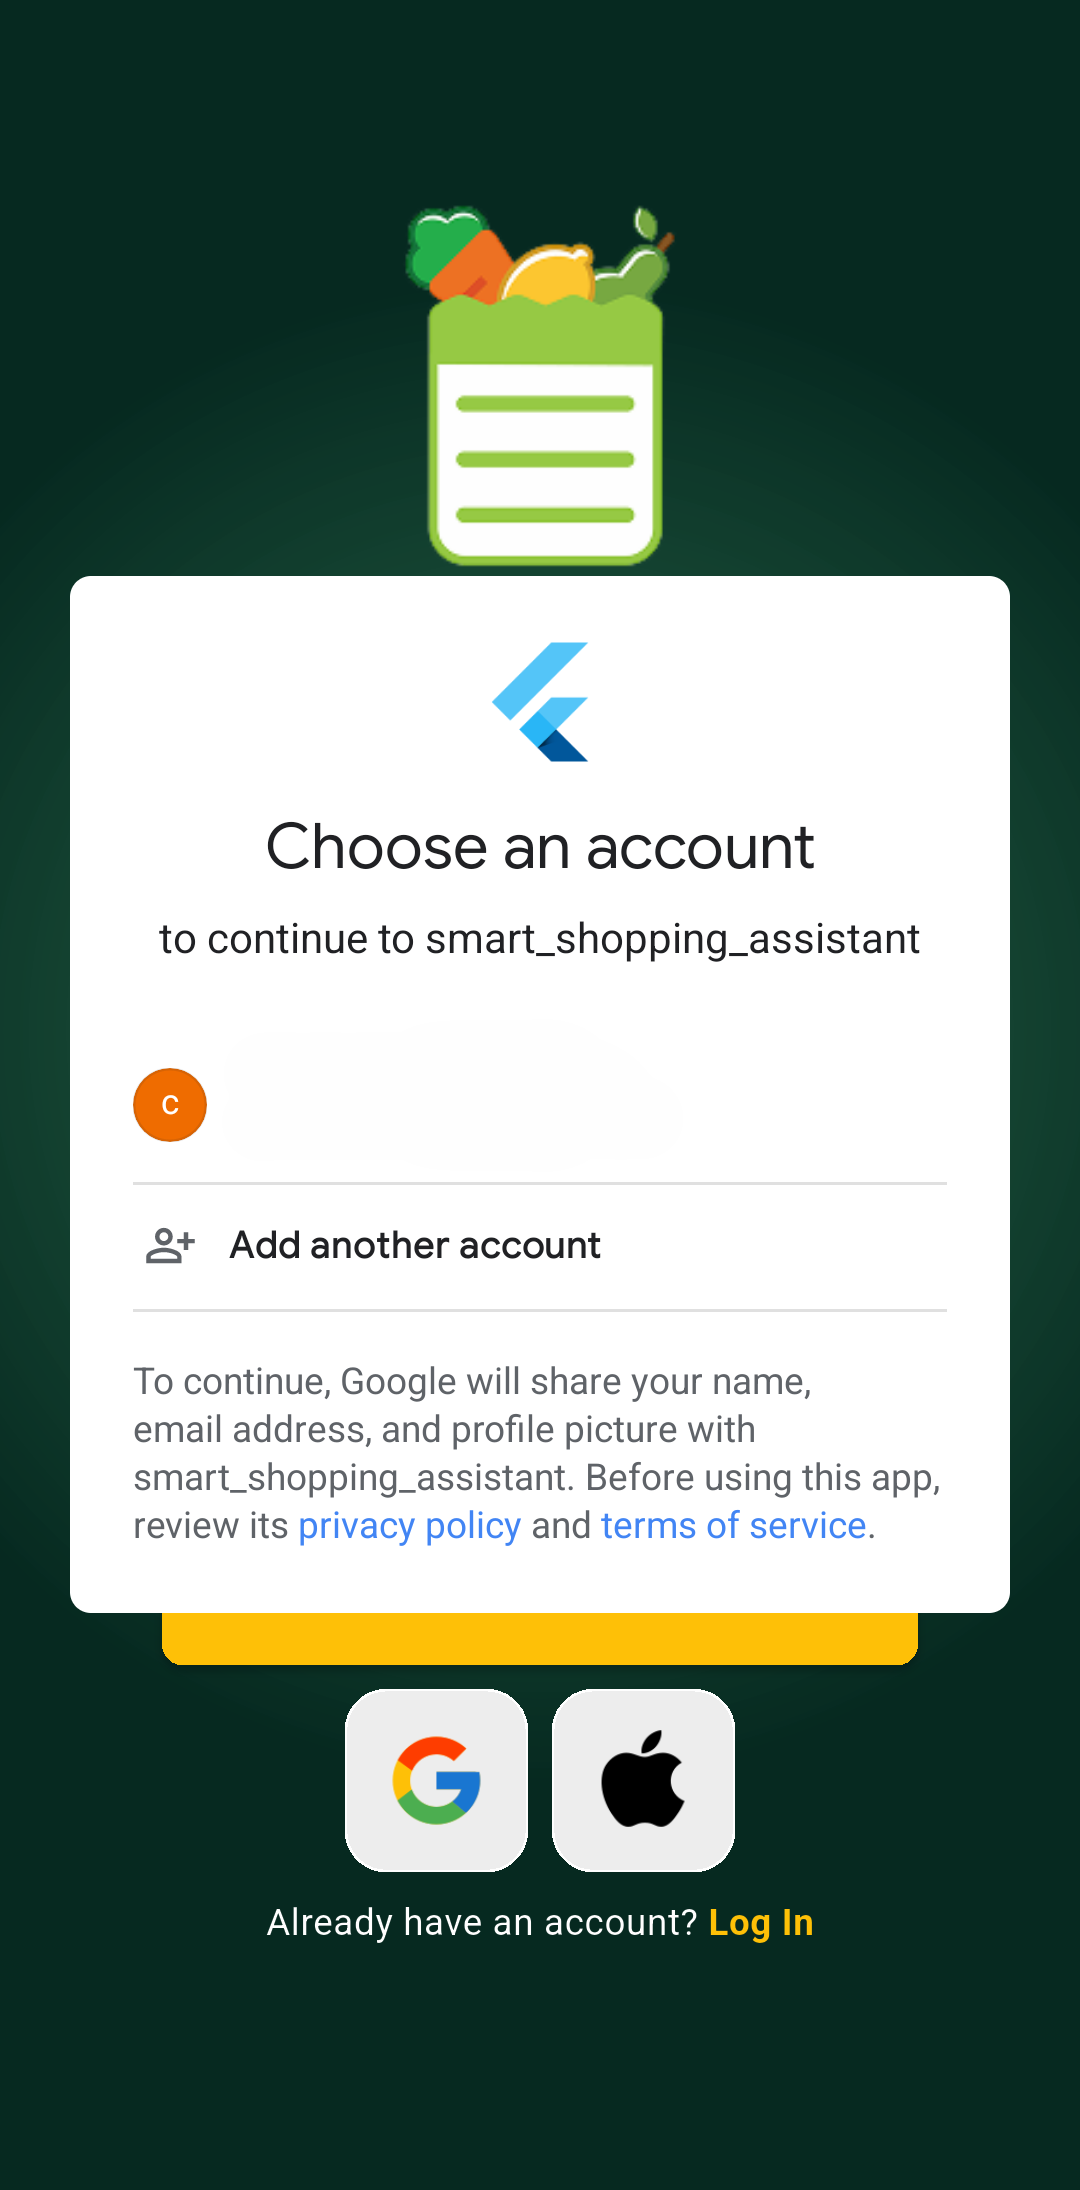 Choose an account
to continue to smart_shopping_assistant
C
Add another account
To continue, Google will share your name,
email address, and profile picture with
smart_shopping_assistant. Before using this app,
review its privacy policy and terms of service.
Already have an account? Log In